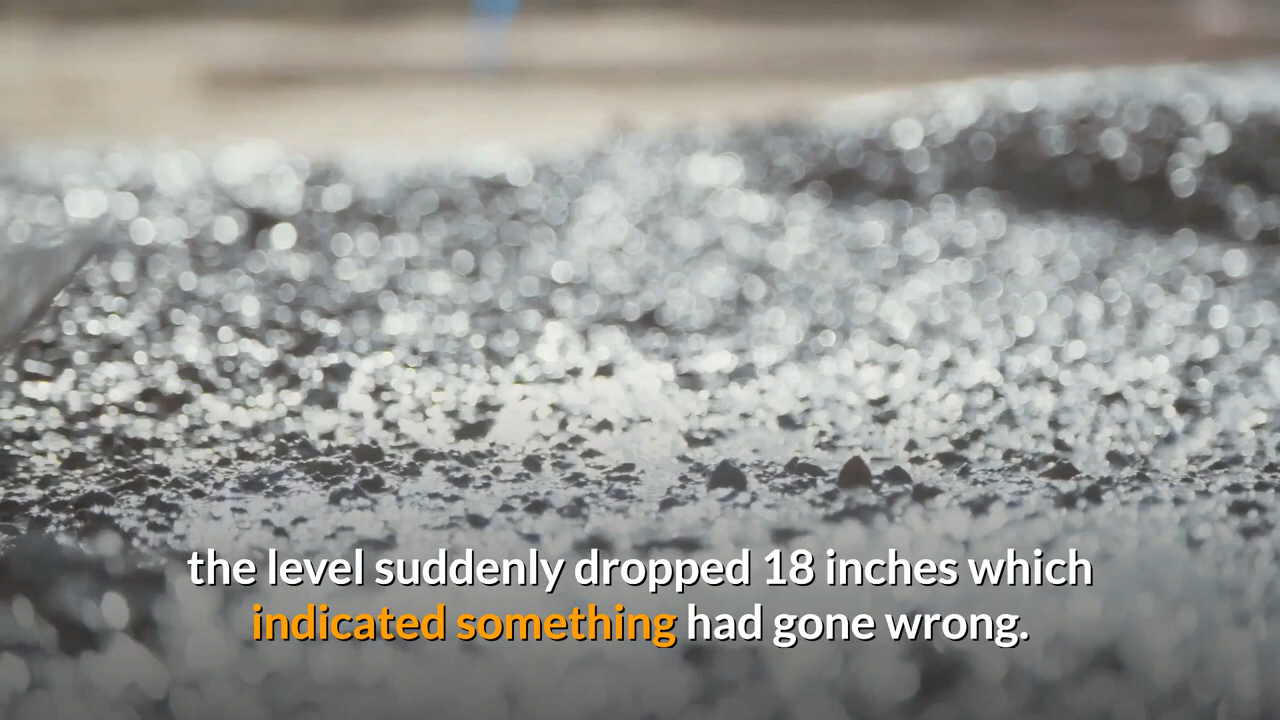 the level suddenly dropped 18 inches which
indicated something had gone wrong.